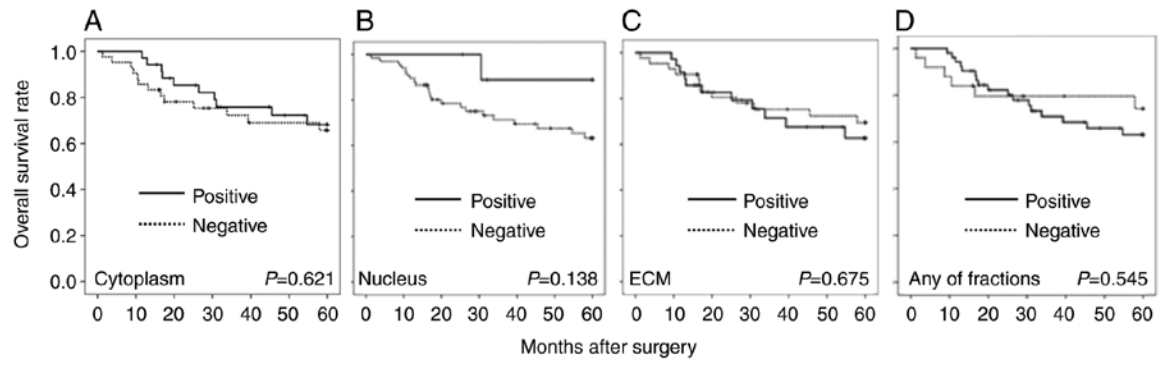 A B C D
Overall survival rate
1.0
0.8
0.6
0.4
0.2
0.0
Positive
Negative
Cytoplasm P=0.621
0 10 20 30 40 50 60
Positive
Negative
Nucleus P=0.138
0 10 20 30 40 50 60
Positive
Negative
ECM P=0.675
0 10 20 30 40 50 60
Positive
Negative
Any of fractions P=0.545
0 10 20 30 40 50 60
Months after surgery